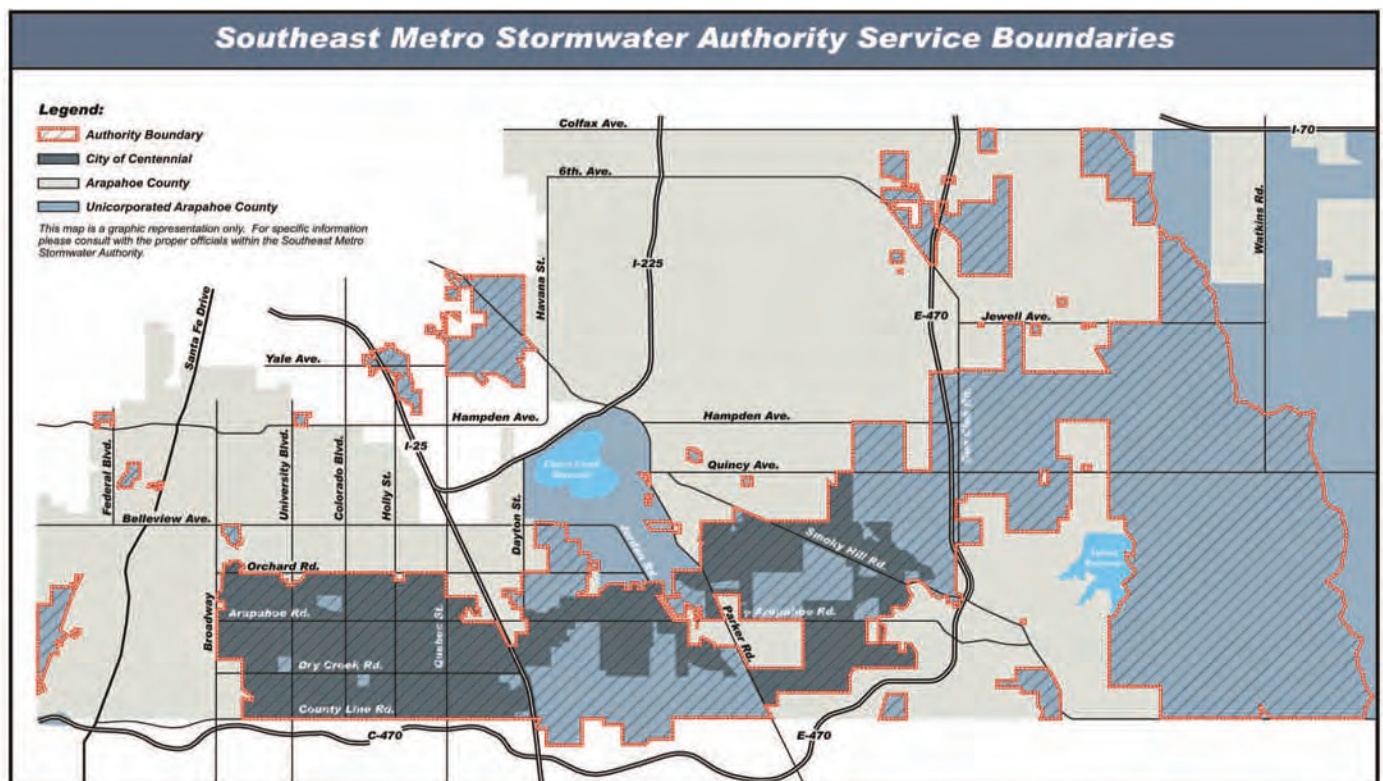 Southeast Metro Stormwater Authority Service Boundaries
Legend:
Authority Boundary
City of Centennial
Arapahoe County
Unicorporated Arapahoe County
This map is a graphic representation only. For specific information
please consult with the proper officials within the Southeast Metro
Stormwater Authority.
Colfax Ave.
I-70
6th. Ave.
Watkins Rd.
Havana St.
I-225
Santa Fe Drive
E-470
Jewell Ave.
Yale Ave.
Hampden Ave.
Hampden Ave.
I-25
Federal Blvd.
University Blvd.
Colorado Blvd.
Holly St.
Quincy Ave.
Dayton St.
Belleview Ave.
Smoky Hill Rd.
Orchard Rd.
Broadway
Arapahoe Rd.
Arapahoe Rd.
Quebec St.
Parker Rd.
Dry Creek Rd.
County Line Rd.
C-470
E-470